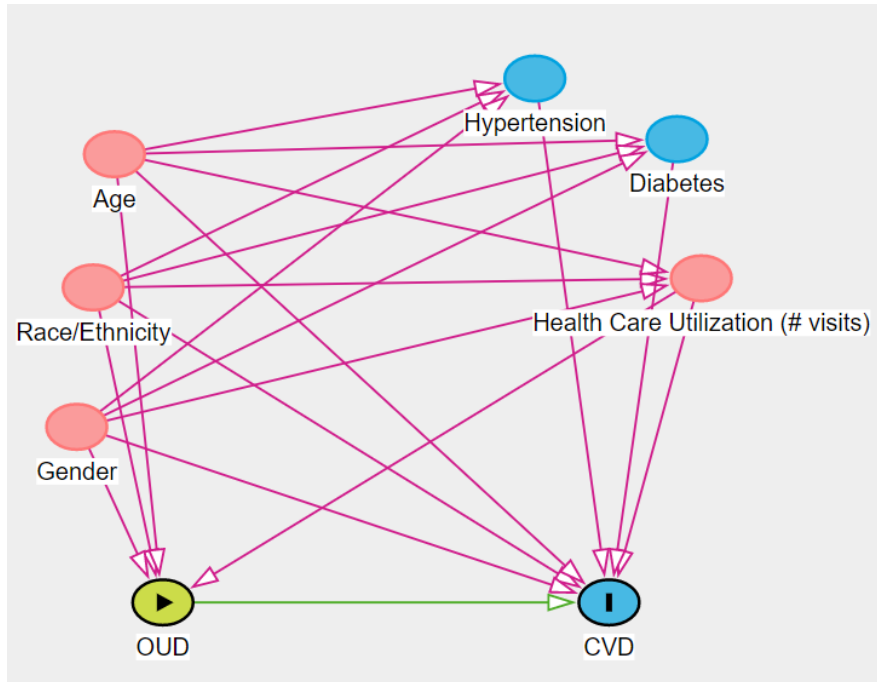 Hypertension
Diabetes
Age
Race/Ethnicity
Health Care Utilization (# visits)
Gender
OUD
CVD